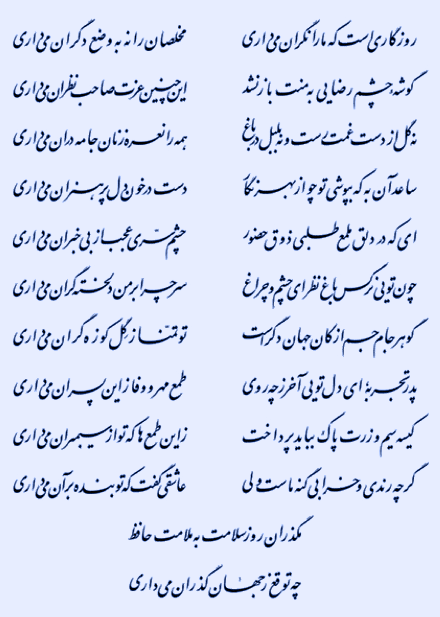 روزگاری‌است که ما را نگران می‌داری مخلصان را نه به وضع دگران می‌داری
گوشه چشم رضایی به منت باز نشد این چنین عزت صاحب نظران می‌داری
نه گل از دست غمت رست و نه بلبل در باغ همه را نعره زنان جامه دران می‌داری
ساعد آن به که بپوشی تو چو از بهر نگار دست در خون دل پرهنران می‌داری
ای که در دلق ملمع طلبی ذوق حضور چشم سری عجب از بی‌خبران می‌داری
چون تویی نرگس باغ نظر ای چشم و چراغ سر چرا بر من دلخسته گران می‌داری
گوهر جام جم از کان جهان دگر است تو تمنا ز گل کوزه گران می‌داری
پدر تجربه ای دل تویی آخر ز چه روی طمع مهر و وفا زین پسران می‌داری
کیسه سیم و زرت پاک بباید پرداخت زین طمع‌ها که تو از سیمبران می‌داری
گر چه رندی و خرابی گنه ماست ولی عاشقی گفت که تو بنده بر آن می‌داری
مگذران روز سلامت به ملامت حافظ
چه توقع ز جهان گذران می‌داری